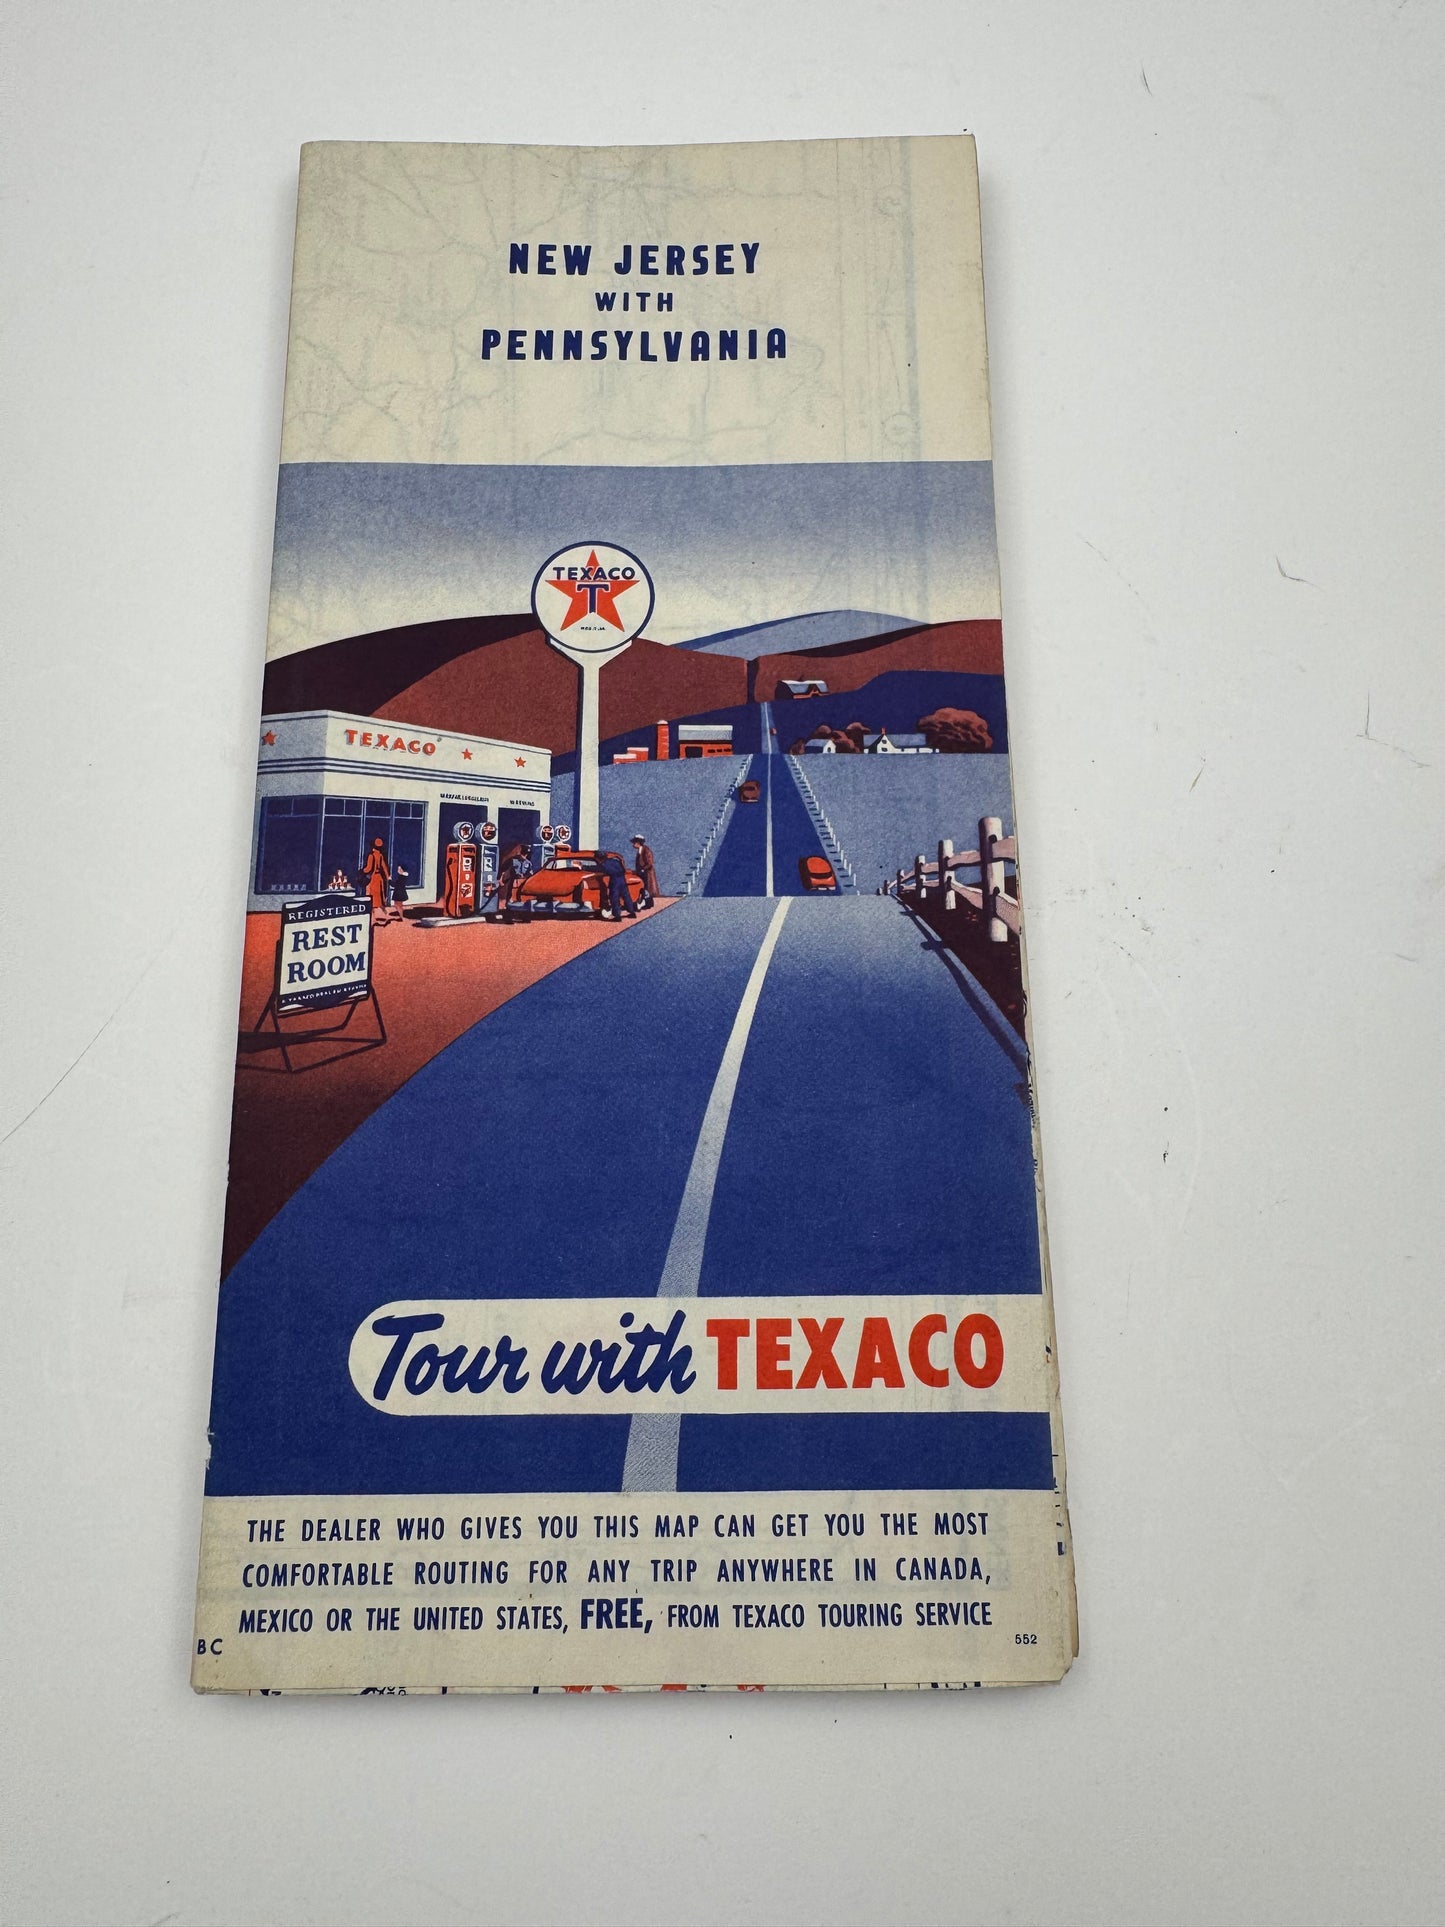 NEW JERSEY
WITH
PENNSYLVANIA
TEXACO
T
TEXACO
REGISTERED
REST
ROOM
Tour with TEXACO
THE DEALER WHO GIVES YOU THIS MAP CAN GET YOU THE MOST
COMFORTABLE ROUTING FOR ANY TRIP ANYWHERE IN CANADA,
MEXICO OR THE UNITED STATES, FREE, FROM TEXACO TOURING SERVICE
BC
552